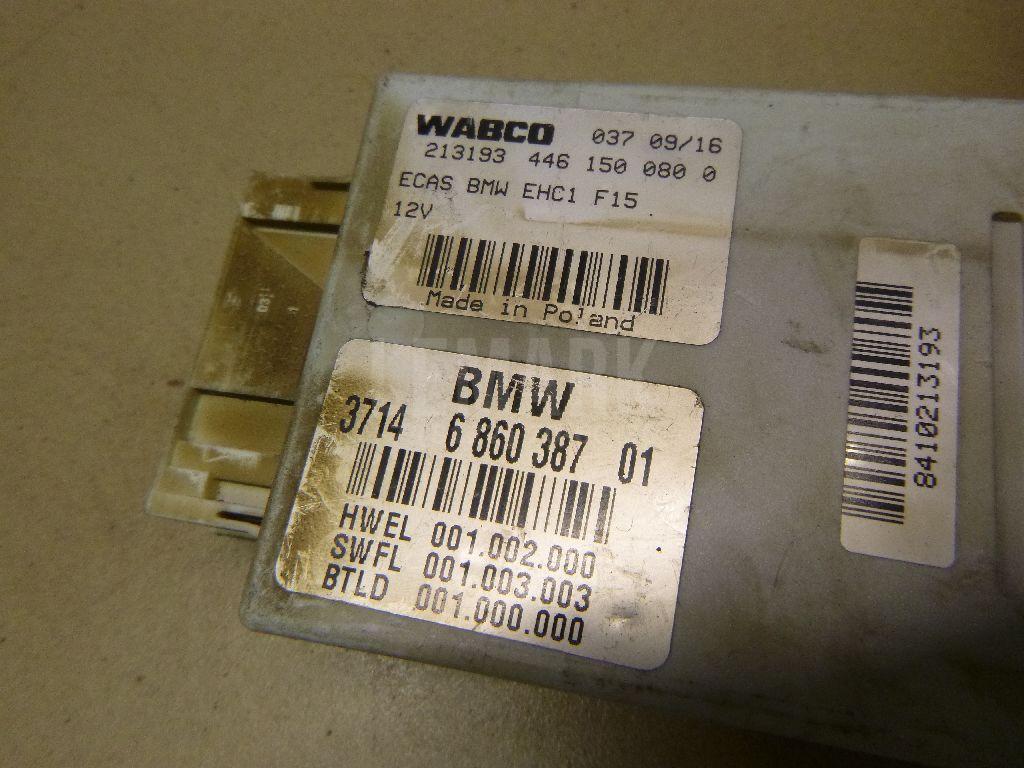 WABCO 037 09/16
213193 446 150 080 0
ECAS BMW EHC1 F15
12V
Made in Poland
BMW
3714 6 860 387 01
HWEL 001.002.000
SWFL 001.003.003
BTLD 001.000.000
84102213193